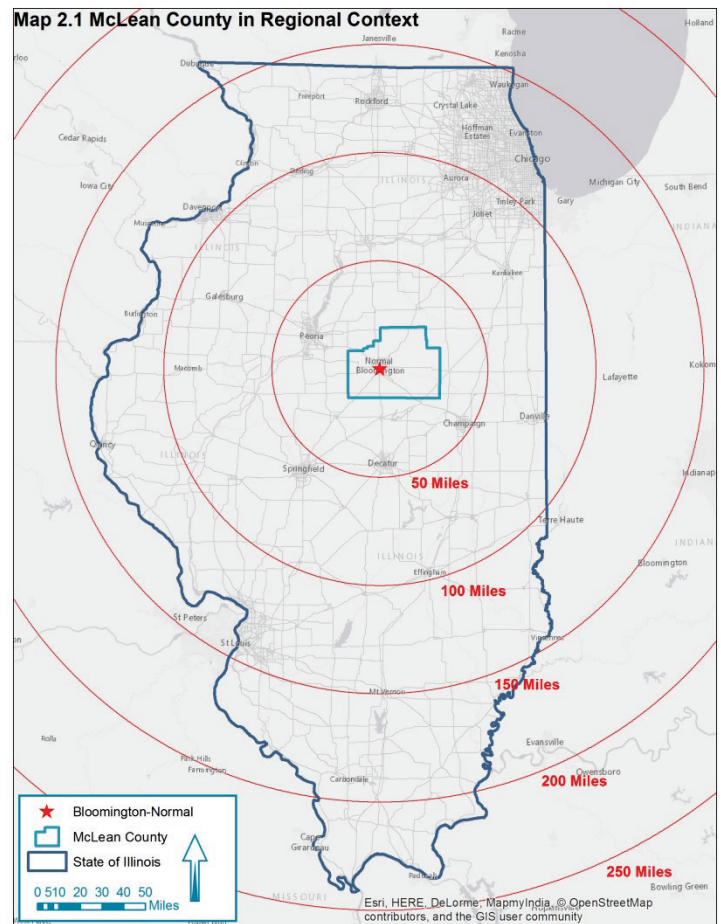 Map 2.1 McLean County in Regional Context
Holland
Racine
Janesville
Kenosha
Dubuque
Waukegan
Freeport
Rockford
Crystal Lake
Hoffman
Estates
Evanston
Cedar Rapids
Chicago
Clinton
Dixon
Aurora
ILLINOIS
Iowa City
Michigan City
South Bend
Tinley Park
Gary
Davenport
Joliet
Muscatine
INDIANA
ILLINOIS
Kankakee
Galesburg
Burlington
Peoria
Normal
Bloomington
Macomb
Lafayette
Kokom
Champaign
Danville
Quincy
ILLINOIS
Springfield
Decatur
Indianap
50 Miles
Terre Haute
INDIAN
ILLINOIS
Effingham
Bloomington
100 Miles
St Peters
St Louis
Vincennes
150 Miles
Mt Vernon
Rolla
Evansville
Park Hills
Farmington
Owensboro
Carbondale
200 Miles
Bloomington-Normal
McLean County
State of Illinois
Cape
Girardeau
250 Miles
Paducah
Bowling Green
0 5 10 20 30 40 50
Miles
MISSOURI
Hopkinsville
Esri, HERE, DeLorme, MapmyIndia, © OpenStreetMap
contributors, and the GIS user community